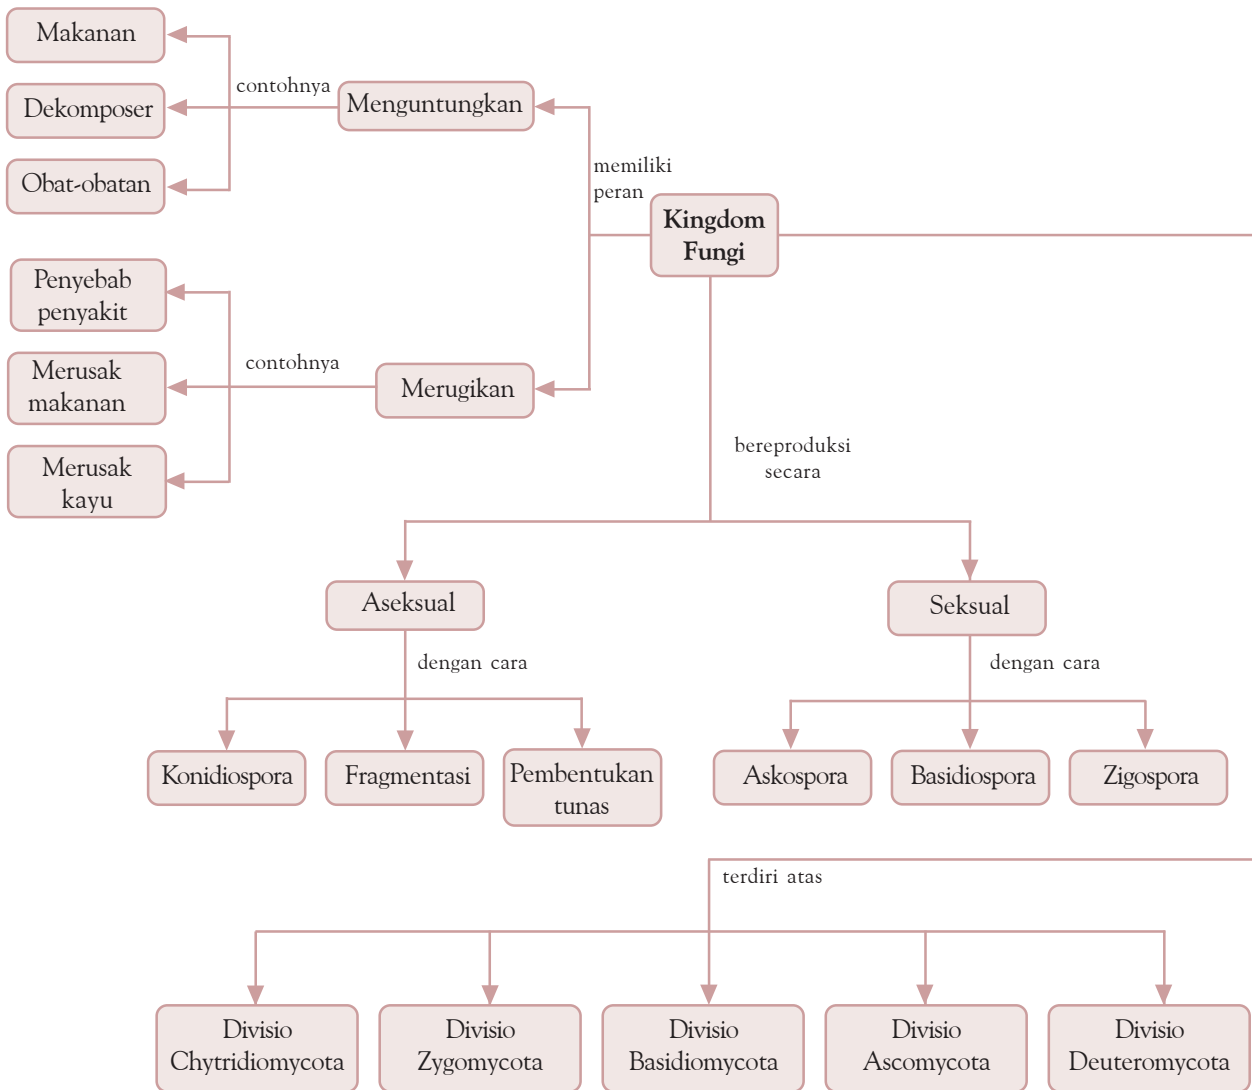 Makanan
contohnya
Dekomposer
Menguntungkan
Obat-obatan
memiliki
peran
Kingdom
Fungi
Penyebab
penyakit
contohnya
Merusak
makanan
Merugikan
Merusak
kayu
bereproduksi
secara
Aseksual
Seksual
dengan cara
dengan cara
Konidiospora
Fragmentasi
Pembentukan
tunas
Askospora
Basidiospora
Zigospora
terdiri atas
Divisio
Chytridiomycota
Divisio
Zygomycota
Divisio
Basidiomycota
Divisio
Ascomycota
Divisio
Deuteromycota